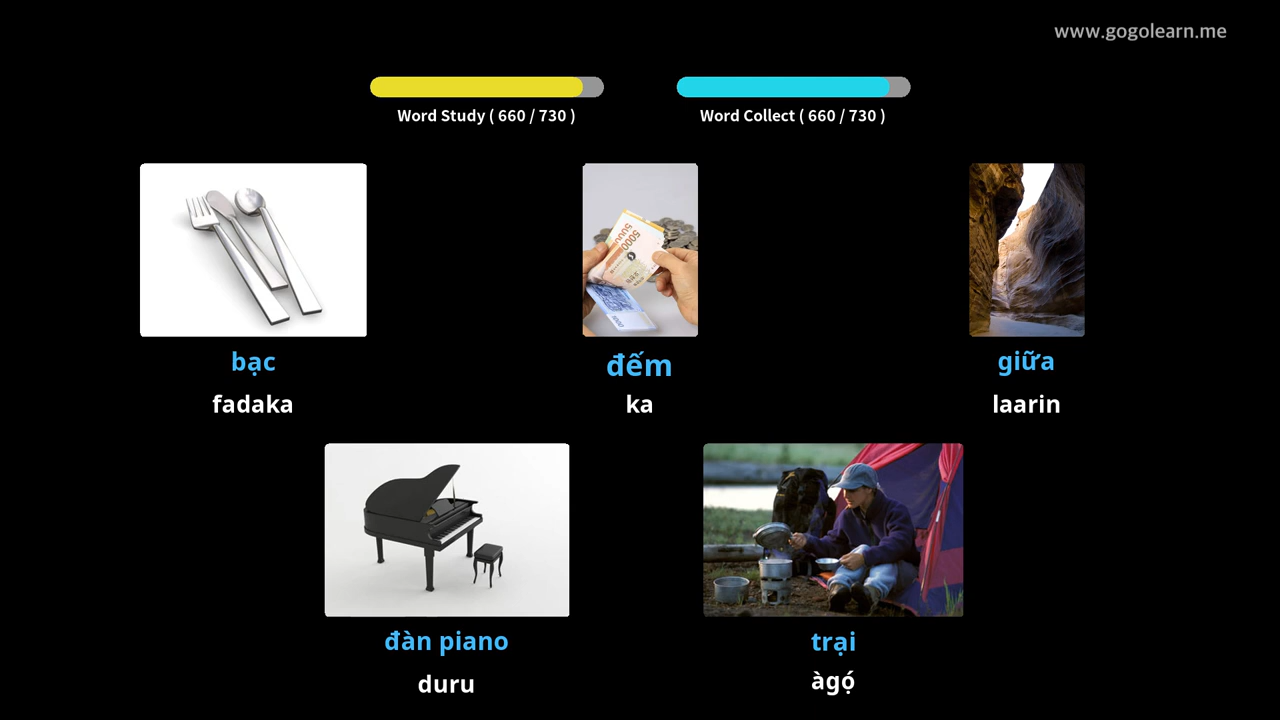 www.gogolearn.me
Word Study ( 660 / 730 )
Word Collect ( 660 / 730 )
bạc
fadaka
đếm
ka
giữa
laarin
đàn piano
duru
trại
àgọ́